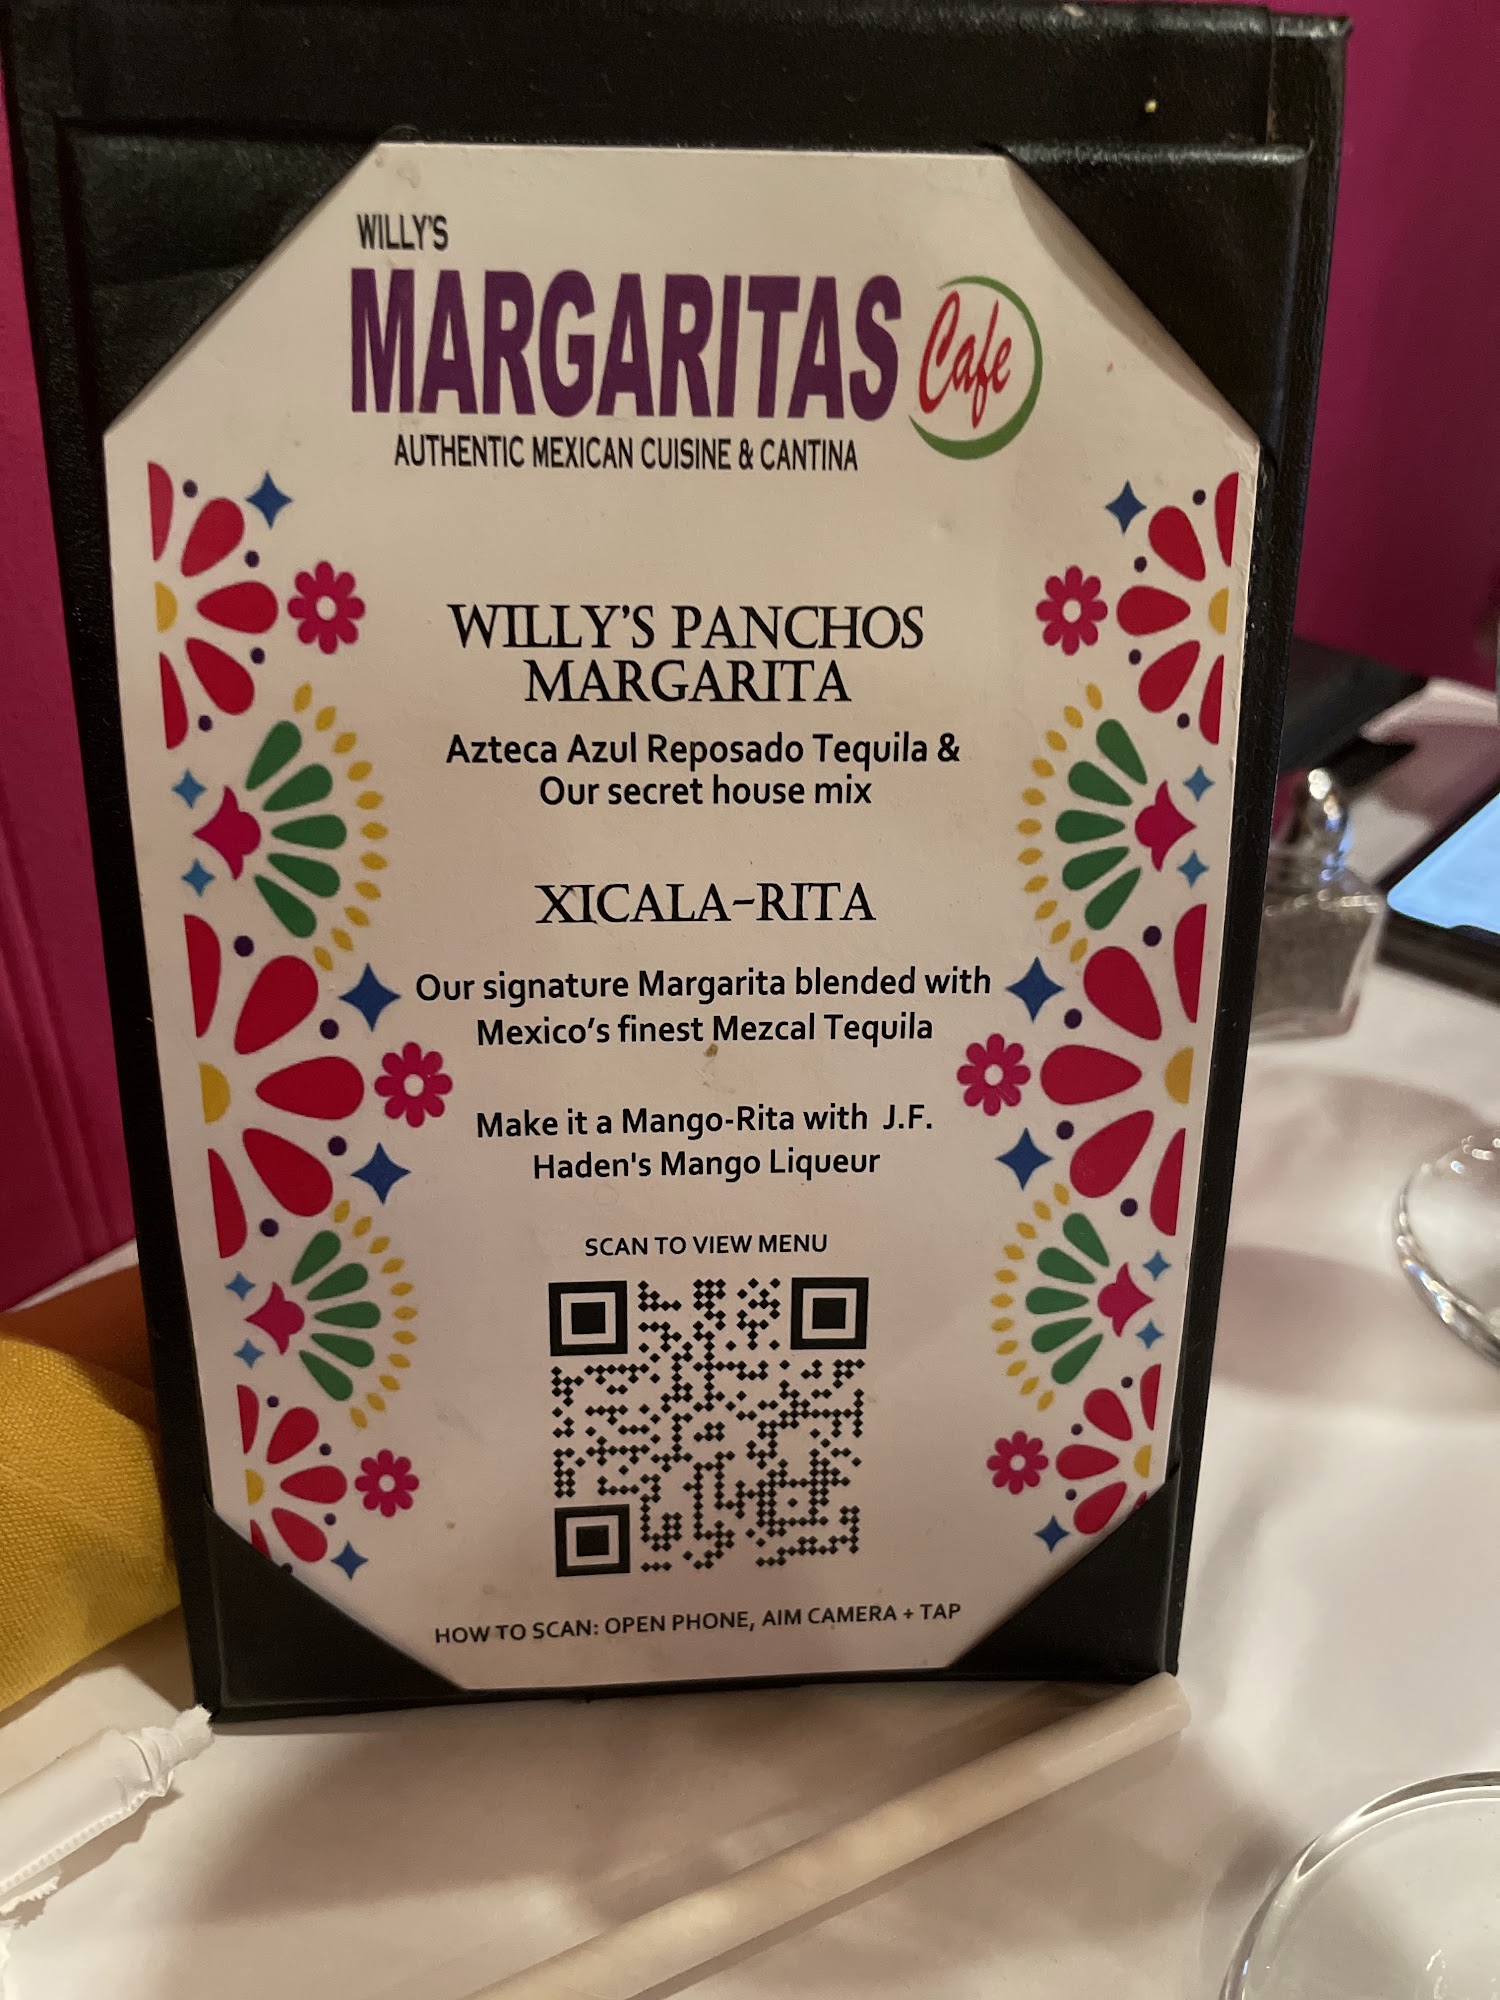 WILLY'S
MARGARITAS Cafe
AUTHENTIC MEXICAN CUISINE & CANTINA
WILLY'S PANCHOS
MARGARITA
Azteca Azul Reposado Tequila &
Our secret house mix
XICALA-RITA
Our signature Margarita blended with
Mexico's finest Mezcal Tequila
Make it a Mango-Rita with J.F.
Haden's Mango Liqueur
SCAN TO VIEW MENU
HOW TO SCAN: OPEN PHONE, AIM CAMERA + TAP